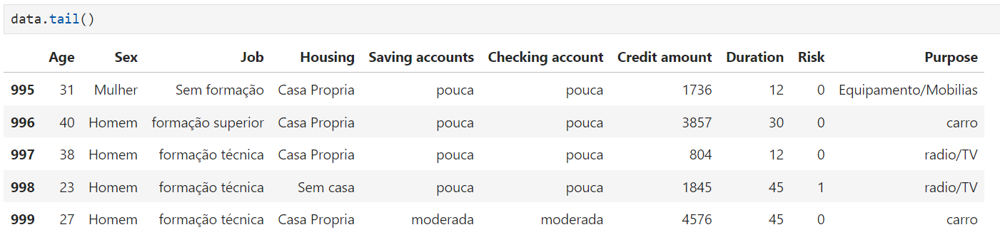 data.tail()
Age Sex Job Housing Saving accounts Checking account Credit amount Duration Risk Purpose
995 31 Mulher Sem formação Casa Propria pouca pouca 1736 12 0 Equipamento/Mobilias
996 40 Homem formação superior Casa Propria pouca pouca 3857 30 0 carro
997 38 Homem formação técnica Casa Propria pouca pouca 804 12 0 radio/TV
998 23 Homem formação técnica Sem casa pouca pouca 1845 45 1 radio/TV
999 27 Homem formação técnica Casa Propria moderada moderada 4576 45 0 carro